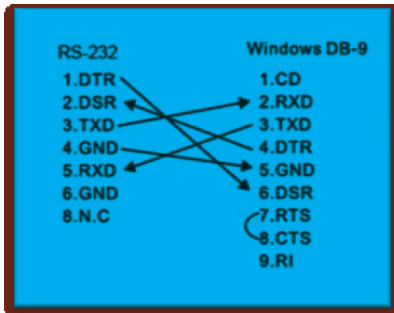 RS-232
1.DTR
2.DSR
3.TXD
4.GND
5.RXD
6.GND
8.N.C
Windows DB-9
1.CD
2.RXD
3.TXD
4.DTR
5.GND
6.DSR
7.RTS
8.CTS
9.RI